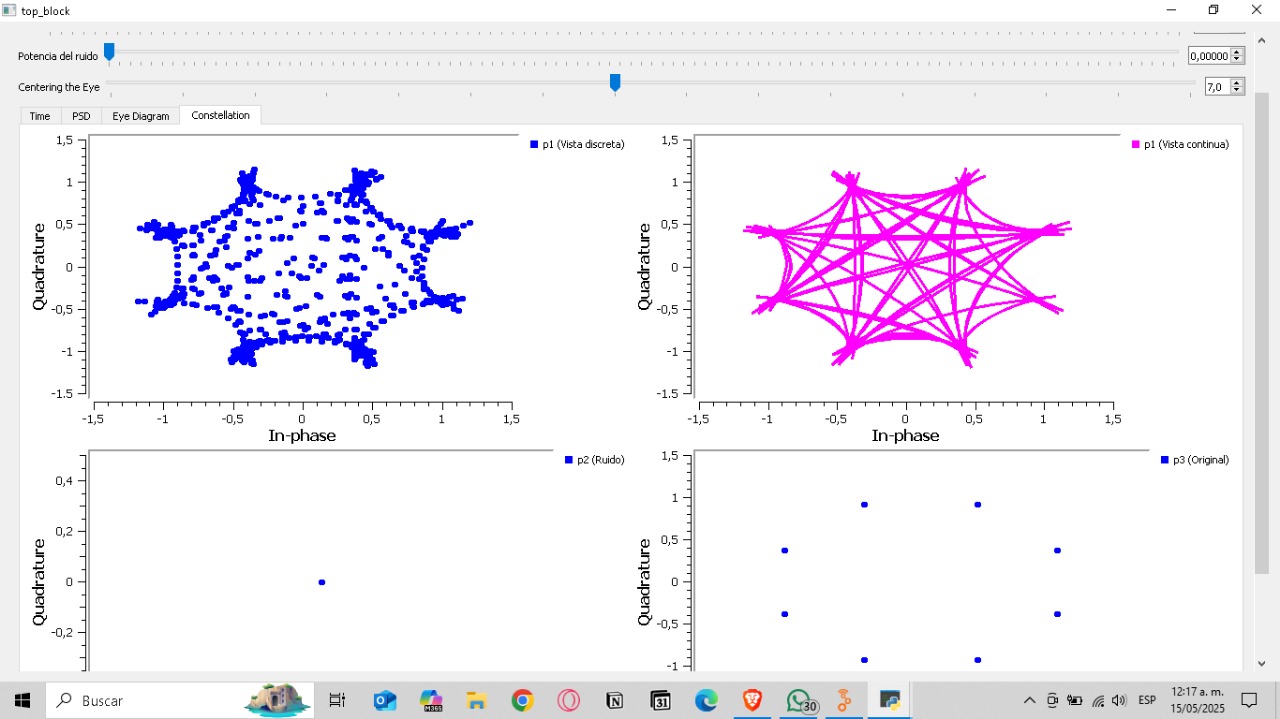 top_block
Potencia del ruido
0,00000
Centering the Eye
7,0
Time PSD Eye Diagram Constellation
1,5
1
0,5
0
-0,5
-1
-1.5
Quadrature
-1,5 -1 -0,5 0 0,5 1 1,5
In-phase
p1 (Vista discreta)
1,5
1
0,5
0
-0,5
-1
-1.5
Quadrature
-1,5 -1 -0,5 0 0,5 1 1,5
In-phase
p1 (Vista continua)
0,4
0,2
0
-0,2
Quadrature
p2 (Ruido)
1,5
1
0,5
0
-0,5
-1
Quadrature
p3 (Original)
Buscar
M365
31
30
ESP
12:17 a. m.
15/05/2025